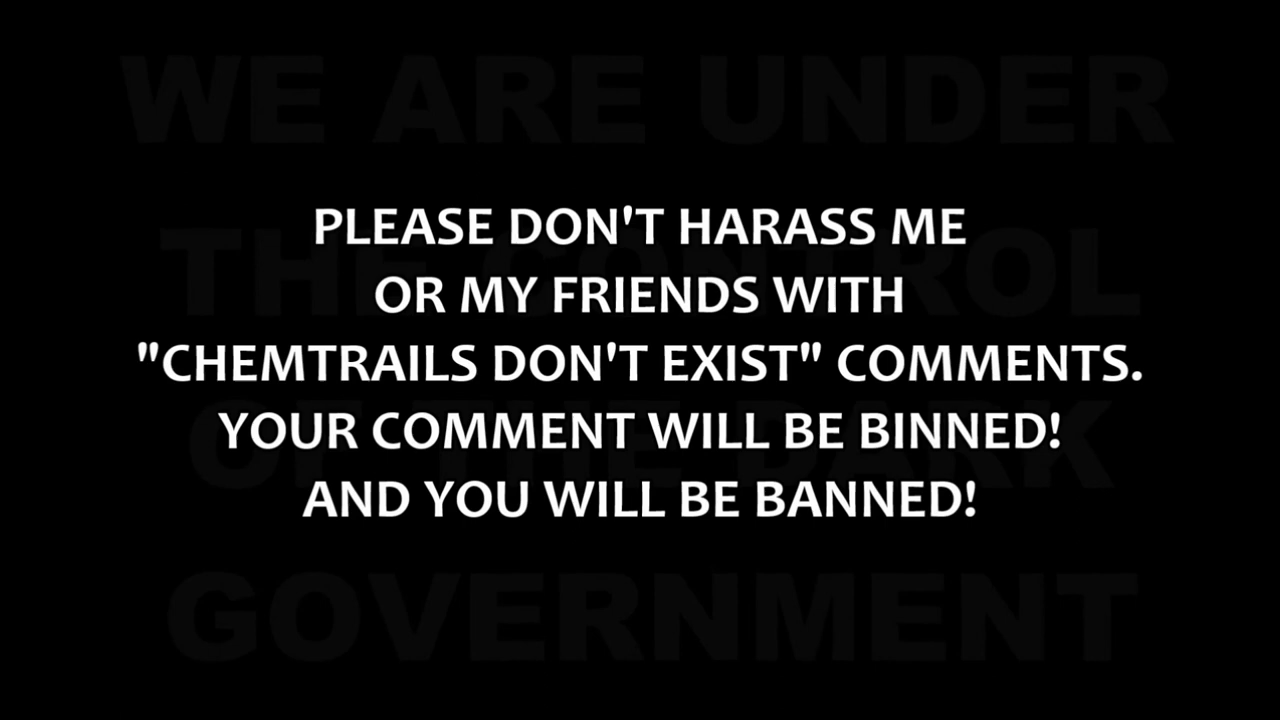 WE ARE UNDER
PLEASE DON'T HARASS ME
THE CONTROL
OR MY FRIENDS WITH
"CHEMTRAILS DON'T EXIST" COMMENTS.
YOUR COMMENT WILL BE BINNED!
OF THE DARK
AND YOU WILL BE BANNED!
GOVERNMENT